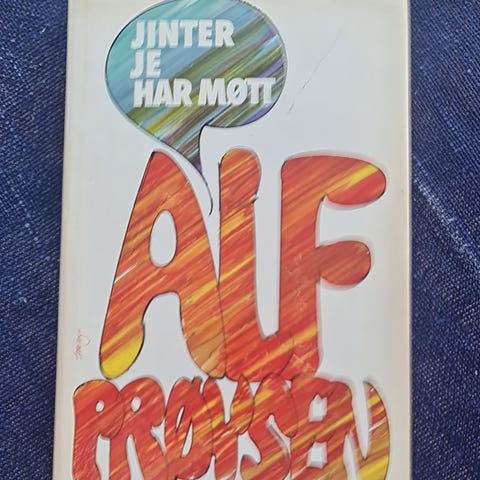 JINTER
JE
HAR MØTT
ALF
PRØYSEN